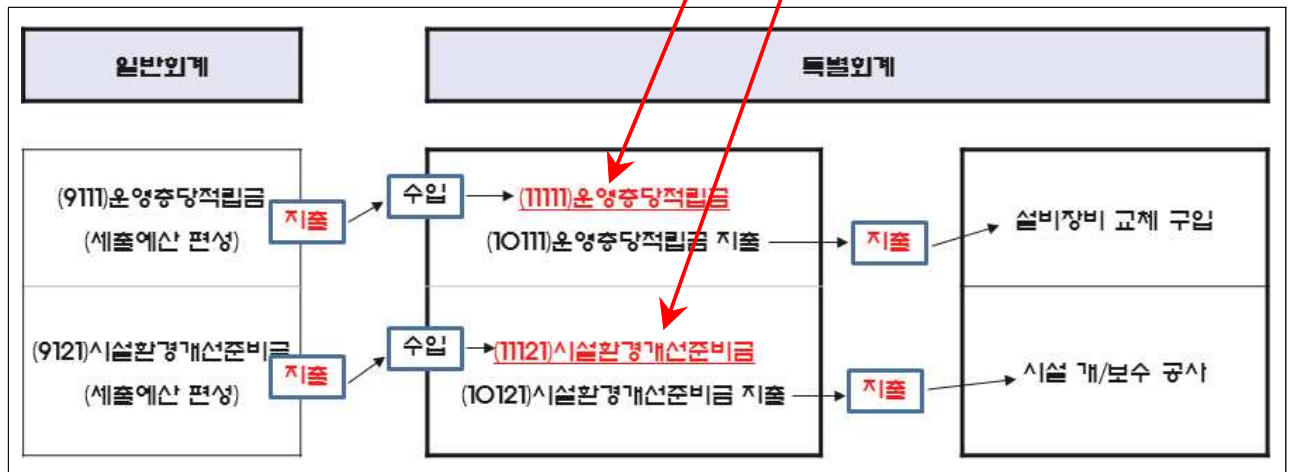 일반회계
특별회계
(9111)운영충당적립금
(세출예산 편성)
지출
수입
(11111)운영충당적립금
(10111)운영충당적립금 지출
지출
설비장비 교체 구입
(9121)시설환경개선준비금
(세출예산 편성)
지출
수입
(11121)시설환경개선준비금
(10121)시설환경개선준비금 지출
지출
시설 개/보수 공사